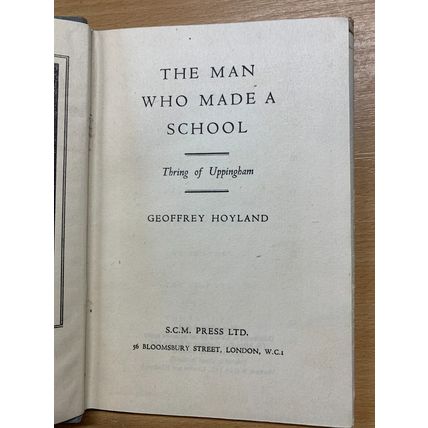 THE MAN
WHO MADE A
SCHOOL
Thring of Uppingham
GEOFFREY HOYLAND
S.C.M. PRESS LTD.
56 BLOOMSBURY STREET, LONDON, W.C.1